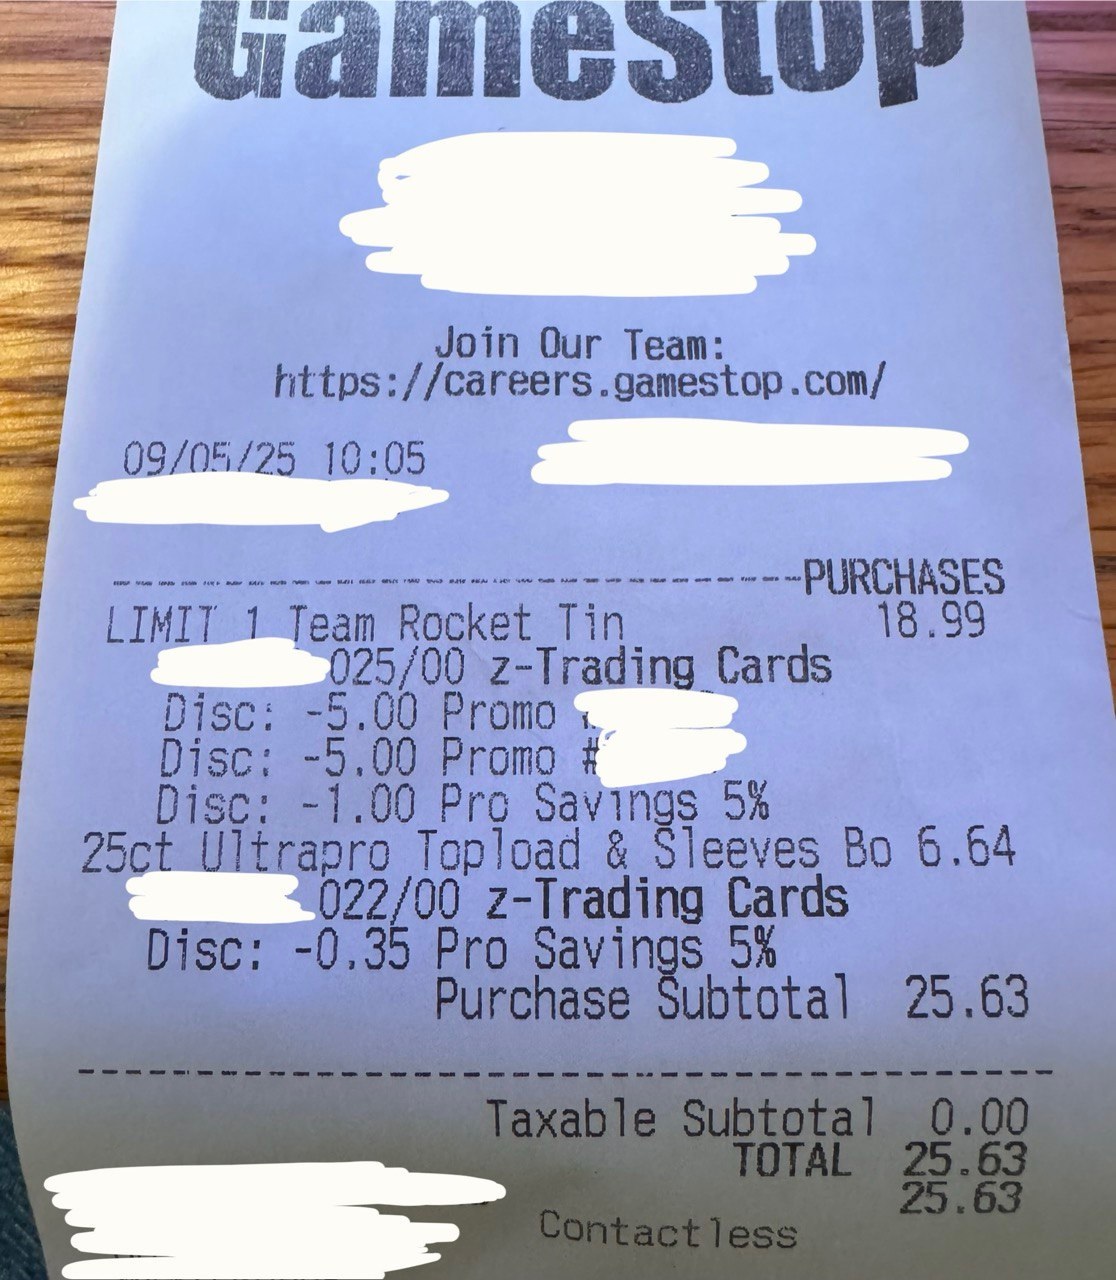 GameStop
Join Our Team:
https://careers.gamestop.com/
09/05/25 10:05
PURCHASES
LIMIT 1 Team Rocket Tin 18.99
025/00 z-Trading Cards
Disc: -5.00 Promo
Disc: -5.00 Promo #
Disc: -1.00 Pro Savings 5%
25ct Ultrapro Topload & Sleeves Bo 6.64
022/00 z-Trading Cards
Disc: -0.35 Pro Savings 5%
Purchase Subtotal 25.63
Taxable Subtotal 0.00
TOTAL 25.63
25.63
Contactless